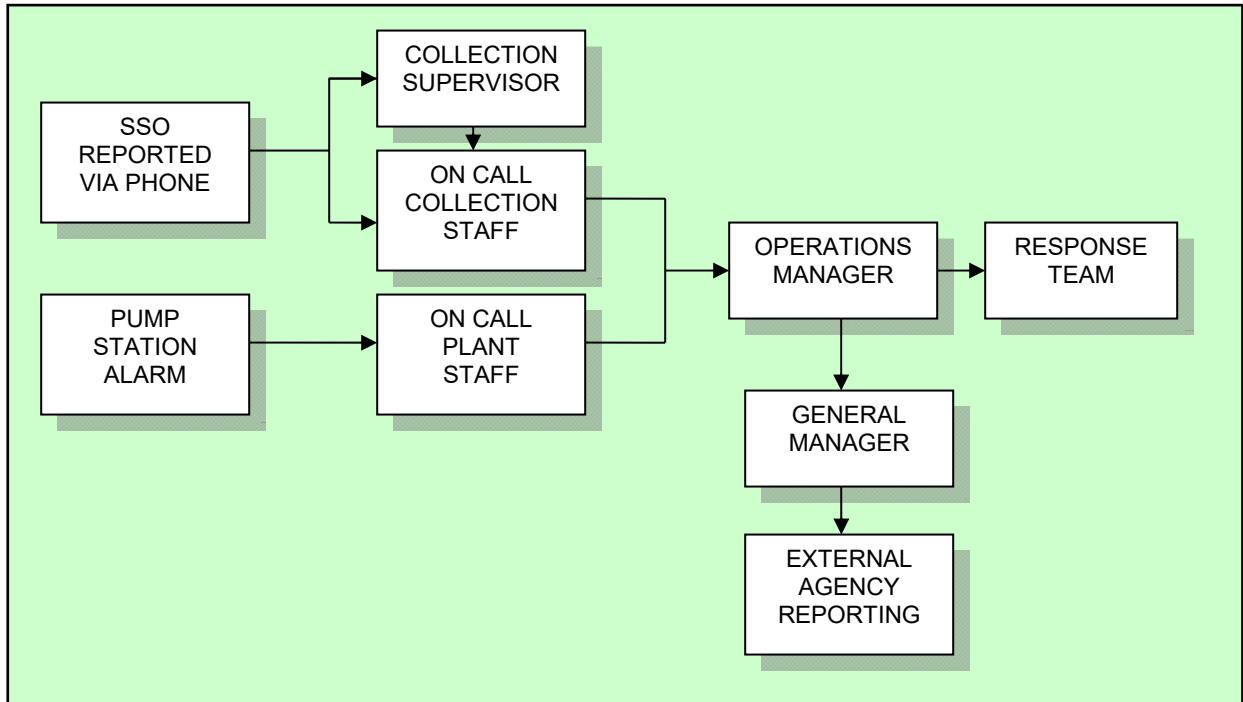 COLLECTION
SUPERVISOR
SSO
REPORTED
VIA PHONE
ON CALL
COLLECTION
STAFF
OPERATIONS
MANAGER
RESPONSE
TEAM
PUMP
STATION
ALARM
ON CALL
PLANT
STAFF
GENERAL
MANAGER
EXTERNAL
AGENCY
REPORTING